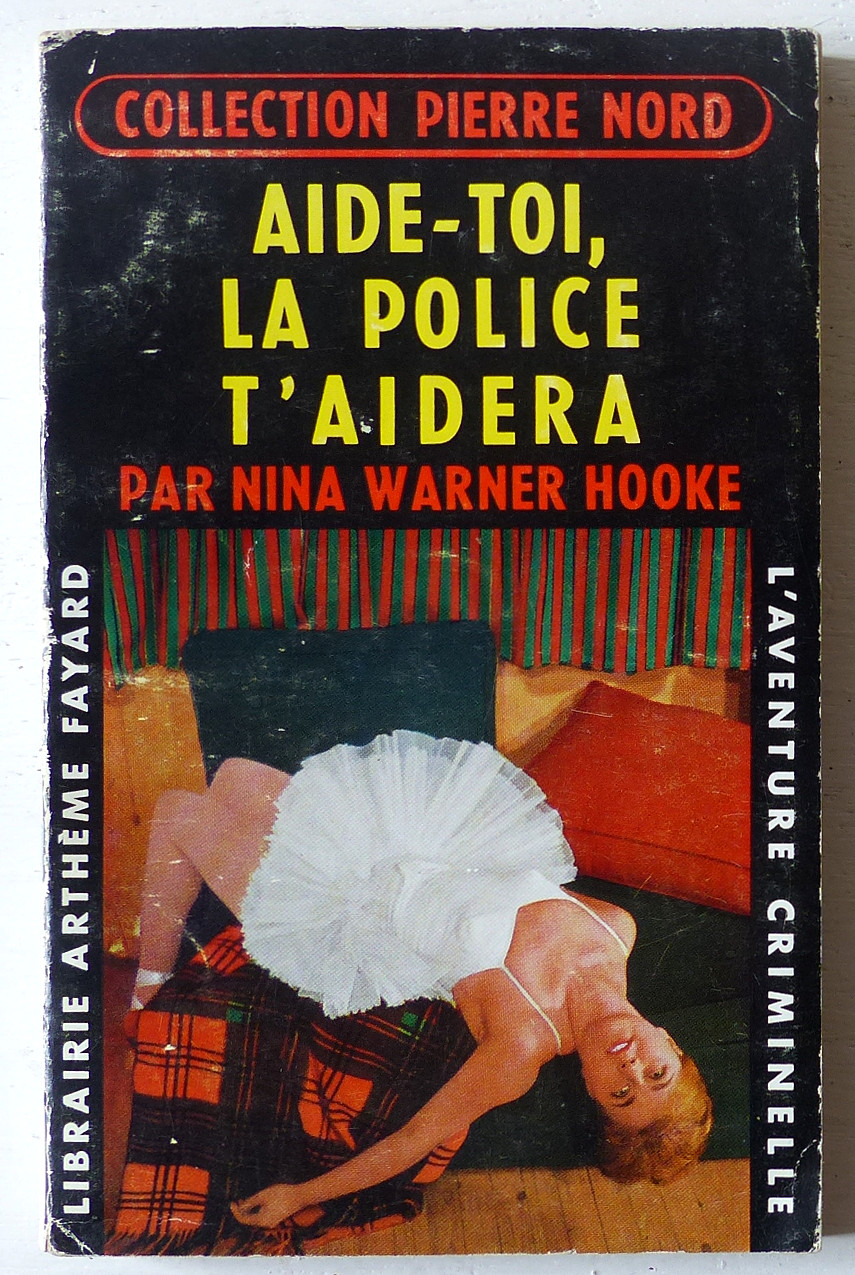 COLLECTION PIERRE NORD
AIDE-TOI,
LA POLICE
T'AIDERA
PAR NINA WARNER HOOKE
LIBRAIRIE ARTHÈME FAYARD
L'AVENTURE CRIMINELLE